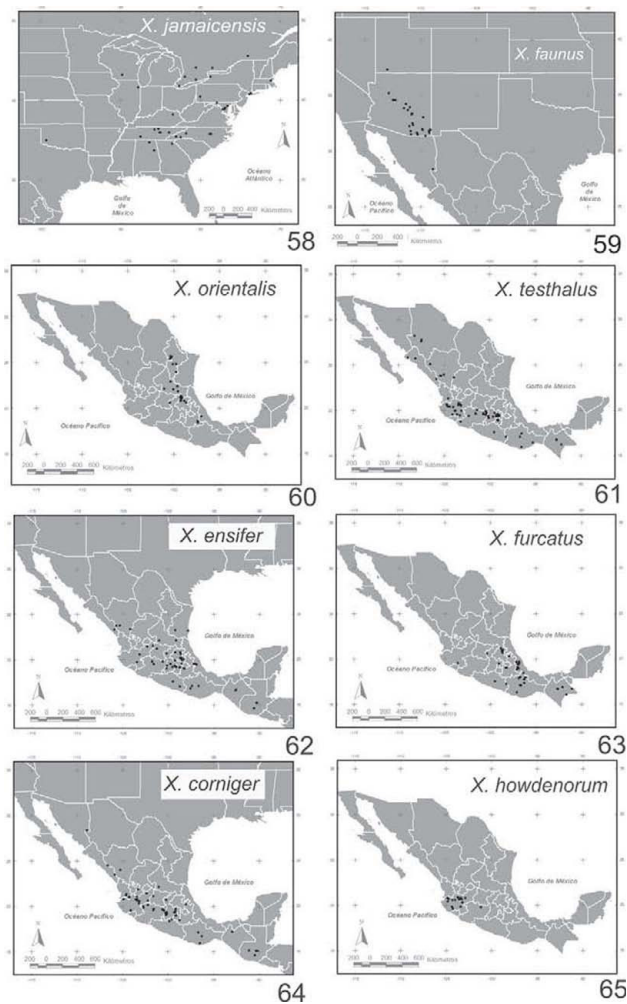 X. jamaicensis
Océano
Atlántico
Golfo
de
México
200 0 200 400 Kilómetros
58
X. faunus
Océano
Pacífico
Golfo
de
México
200 0 200 400
59
X. orientalis
Golfo de México
Océano Pacífico
200 0 200 400 600
Kilómetros
60
X. testhalus
Golfo de México
Océano Pacífico
200 0 200 400 600
Kilómetros
61
X. ensifer
Golfo de México
Océano Pacífico
200 0 200 400 600
Kilómetros
62
X. furcatus
Golfo de México
Océano Pacífico
200 0 200 400 600
Kilómetros
63
X. corniger
Golfo de México
Océano Pacífico
200 0 200 400 600
Kilómetros
64
X. howdenorum
Golfo de México
Océano Pacífico
200 0 200 400 600
Kilómetros
65